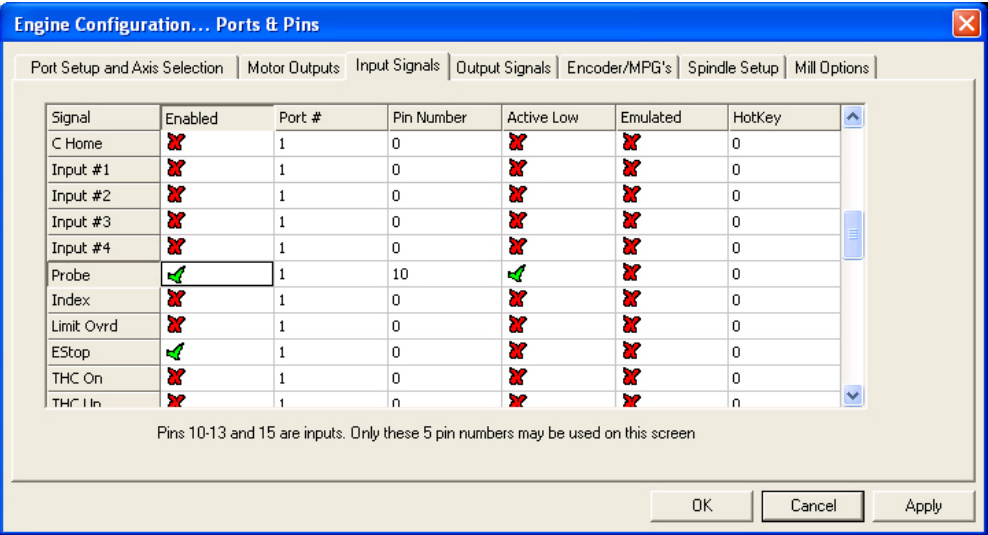 Engine Configuration... Ports & Pins
Port Setup and Axis Selection Motor Outputs Input Signals Output Signals Encoder/MPG's Spindle Setup Mill Options
Signal Enabled Port # Pin Number Active Low Emulated HotKey
C Home 1 0 0
Input #1 1 0 0
Input #2 1 0 0
Input #3 1 0 0
Input #4 1 0 0
Probe 1 10 0
Index 1 0 0
Limit Ovrd 1 0 0
EStop 1 0 0
THC On 1 0 0
THC Up 1 0 0
Pins 10-13 and 15 are inputs. Only these 5 pin numbers may be used on this screen
OK Cancel Apply